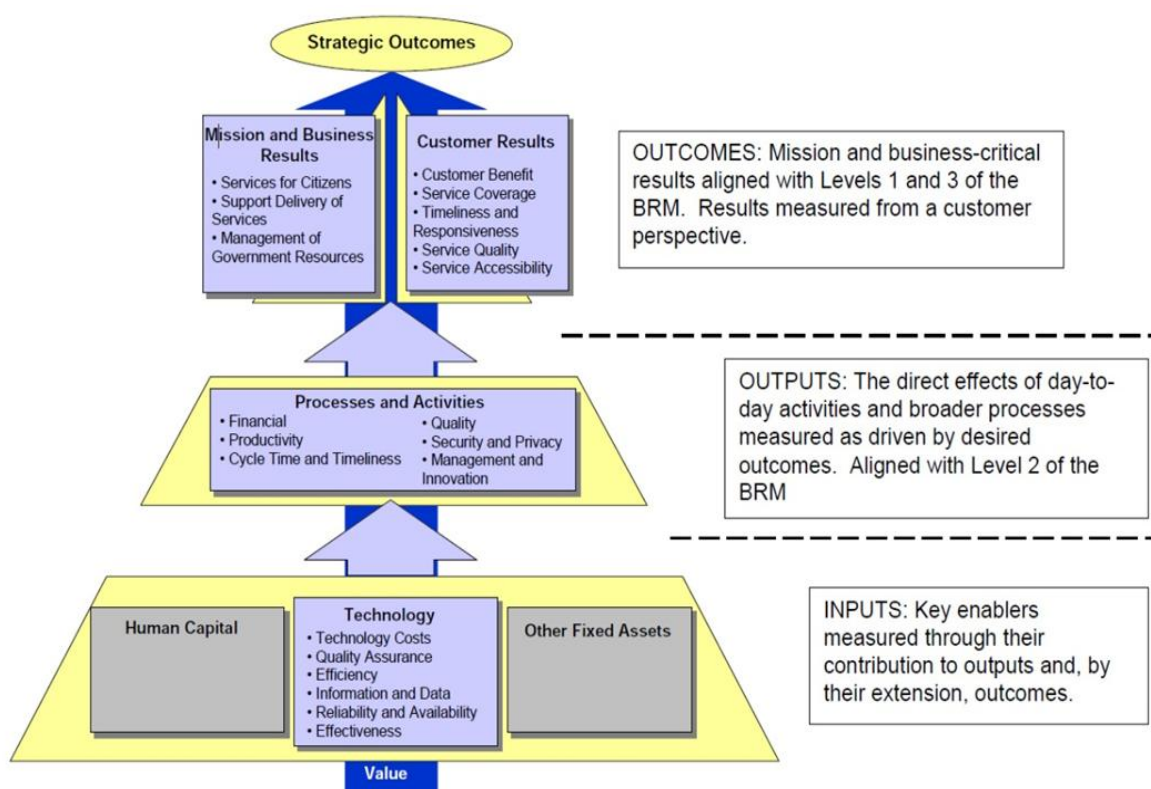 Strategic Outcomes
Mission and Business
Results
• Services for Citizens
• Support Delivery of
Services
• Management of
Government Resources
Customer Results
• Customer Benefit
• Service Coverage
• Timeliness and
Responsiveness
• Service Quality
• Service Accessibility
OUTCOMES: Mission and business-critical
results aligned with Levels 1 and 3 of the
BRM. Results measured from a customer
perspective.
Processes and Activities
• Financial
• Productivity
• Cycle Time and Timeliness
• Quality
• Security and Privacy
• Management and
Innovation
OUTPUTS: The direct effects of day-to-
day activities and broader processes
measured as driven by desired
outcomes. Aligned with Level 2 of the
BRM
Human Capital
Technology
• Technology Costs
• Quality Assurance
• Efficiency
• Information and Data
• Reliability and Availability
• Effectiveness
Other Fixed Assets
INPUTS: Key enablers
measured through their
contribution to outputs and, by
their extension, outcomes.
Value